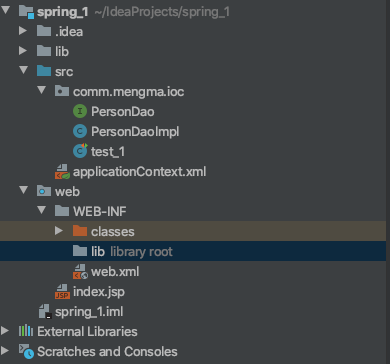 spring_1 ~/IdeaProjects/spring_1
.idea
lib
src
comm.mengma.ioc
PersonDao
PersonDaoImpl
test_1
applicationContext.xml
web
WEB-INF
classes
lib library root
web.xml
index.jsp
spring_1.iml
External Libraries
Scratches and Consoles